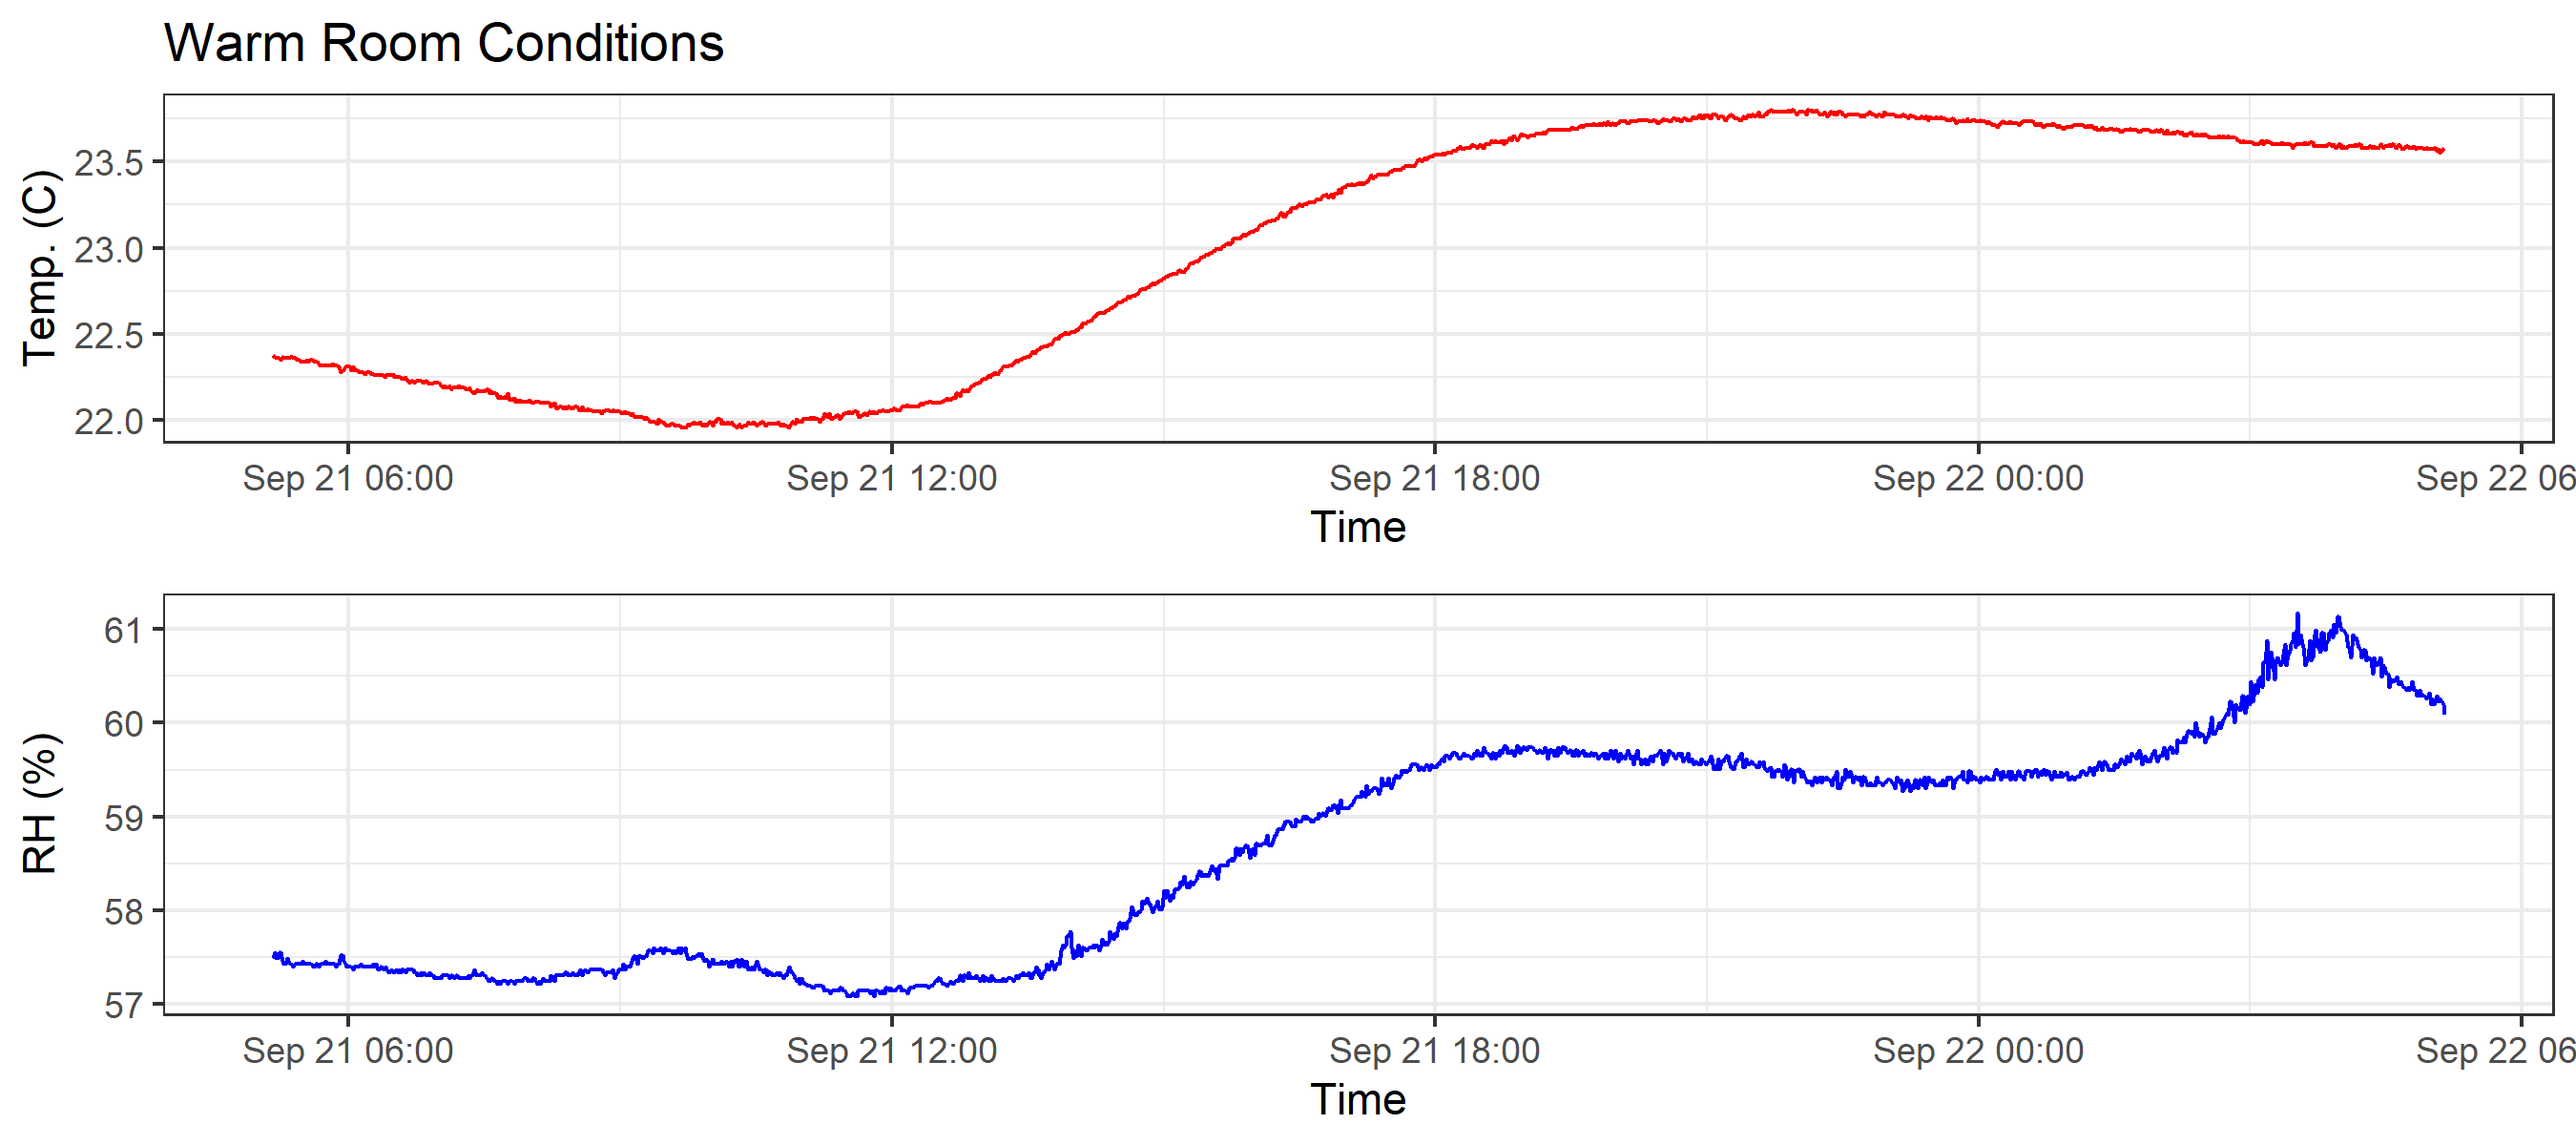 Warm Room Conditions
Temp. (C)
23.5
23.0
22.5
22.0
Sep 21 06:00 Sep 21 12:00 Sep 21 18:00 Sep 22 00:00 Sep 22 06
Time
RH (%)
61
60
59
58
57
Sep 21 06:00 Sep 21 12:00 Sep 21 18:00 Sep 22 00:00 Sep 22 06
Time